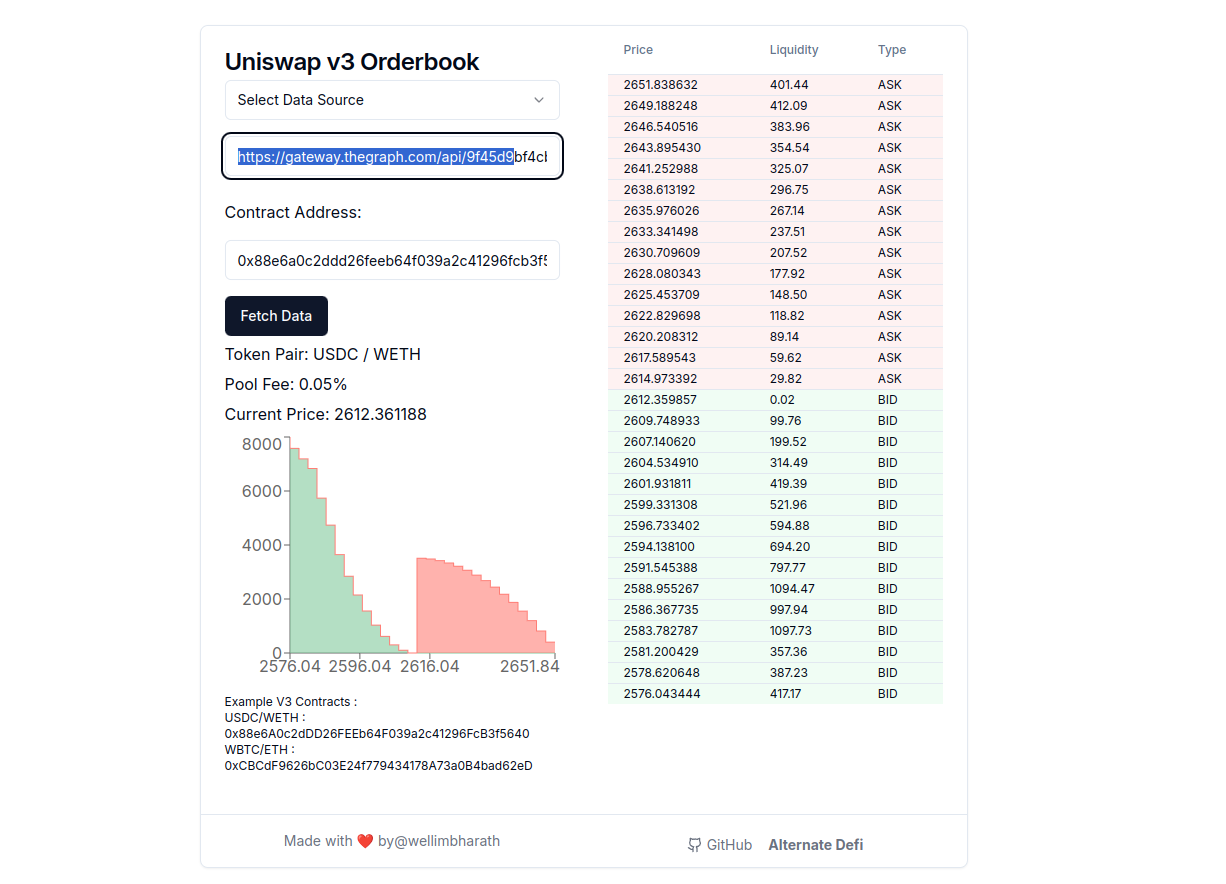 Uniswap v3 Orderbook
Select Data Source
https://gateway.thegraph.com/api/9f45d9bf4cb
Contract Address:
0x88e6a0c2ddd26feeb64f039a2c41296fcb3f5
Fetch Data
Token Pair: USDC / WETH
Pool Fee: 0.05%
Current Price: 2612.361188
8000
6000
4000
2000
0
2576.04 2596.04 2616.04 2651.84
Example V3 Contracts :
USDC/WETH :
0x88e6A0c2dDD26FEEb64F039a2c41296FcB3f5640
WBTC/ETH :
0xCBCdF9626bC03E24f779434178A73a0B4bad62eD
Price Liquidity Type
2651.838632 401.44 ASK
2649.188248 412.09 ASK
2646.540516 383.96 ASK
2643.895430 354.54 ASK
2641.252988 325.07 ASK
2638.613192 296.75 ASK
2635.976026 267.14 ASK
2633.341498 237.51 ASK
2630.709609 207.52 ASK
2628.080343 177.92 ASK
2625.453709 148.50 ASK
2622.829698 118.82 ASK
2620.208312 89.14 ASK
2617.589543 59.62 ASK
2614.973392 29.82 ASK
2612.359857 0.02 BID
2609.748933 99.76 BID
2607.140620 199.52 BID
2604.534910 314.49 BID
2601.931811 419.39 BID
2599.331308 521.96 BID
2596.733402 594.88 BID
2594.138100 694.20 BID
2591.545388 797.77 BID
2588.955267 1094.47 BID
2586.367735 997.94 BID
2583.782787 1097.73 BID
2581.200429 357.36 BID
2578.620648 387.23 BID
2576.043444 417.17 BID
Made with ❤️ by@wellimbharath
GitHub Alternate Defi